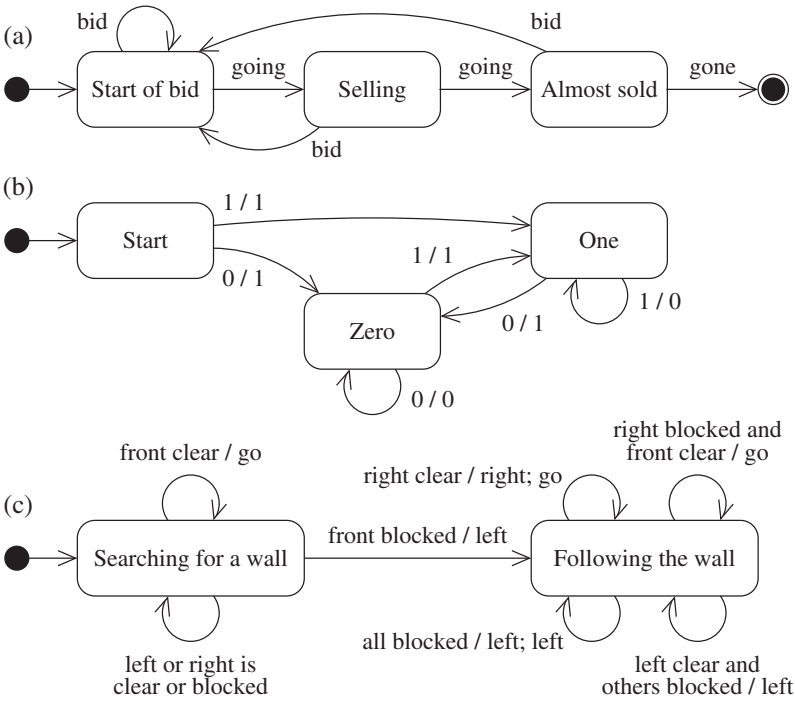 (a)
bid
bid
Start of bid
going
Selling
going
Almost sold
gone
bid
(b)
Start
1 / 1
0 / 1
One
1 / 1
0 / 1
1 / 0
Zero
0 / 0
(c)
front clear / go
right clear / right; go
right blocked and
front clear / go
Searching for a wall
front blocked / left
Following the wall
left or right is
clear or blocked
all blocked / left; left
left clear and
others blocked / left